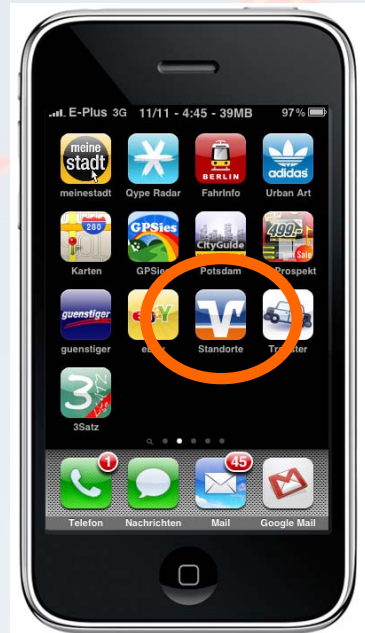 E-Plus 3G 11/11 - 4:45 - 39MB 97%
meine
stadt
BERLIN
adidas
meinestadt Qype Radar FahrInfo Urban Art
280
GPSies
CityGuide
499,-
Sale
Karten GPSies Potsdam Prospekt
guenstiger
guenstiger Standorte
3Satz
1
45
Telefon Nachrichten Mail Google Mail